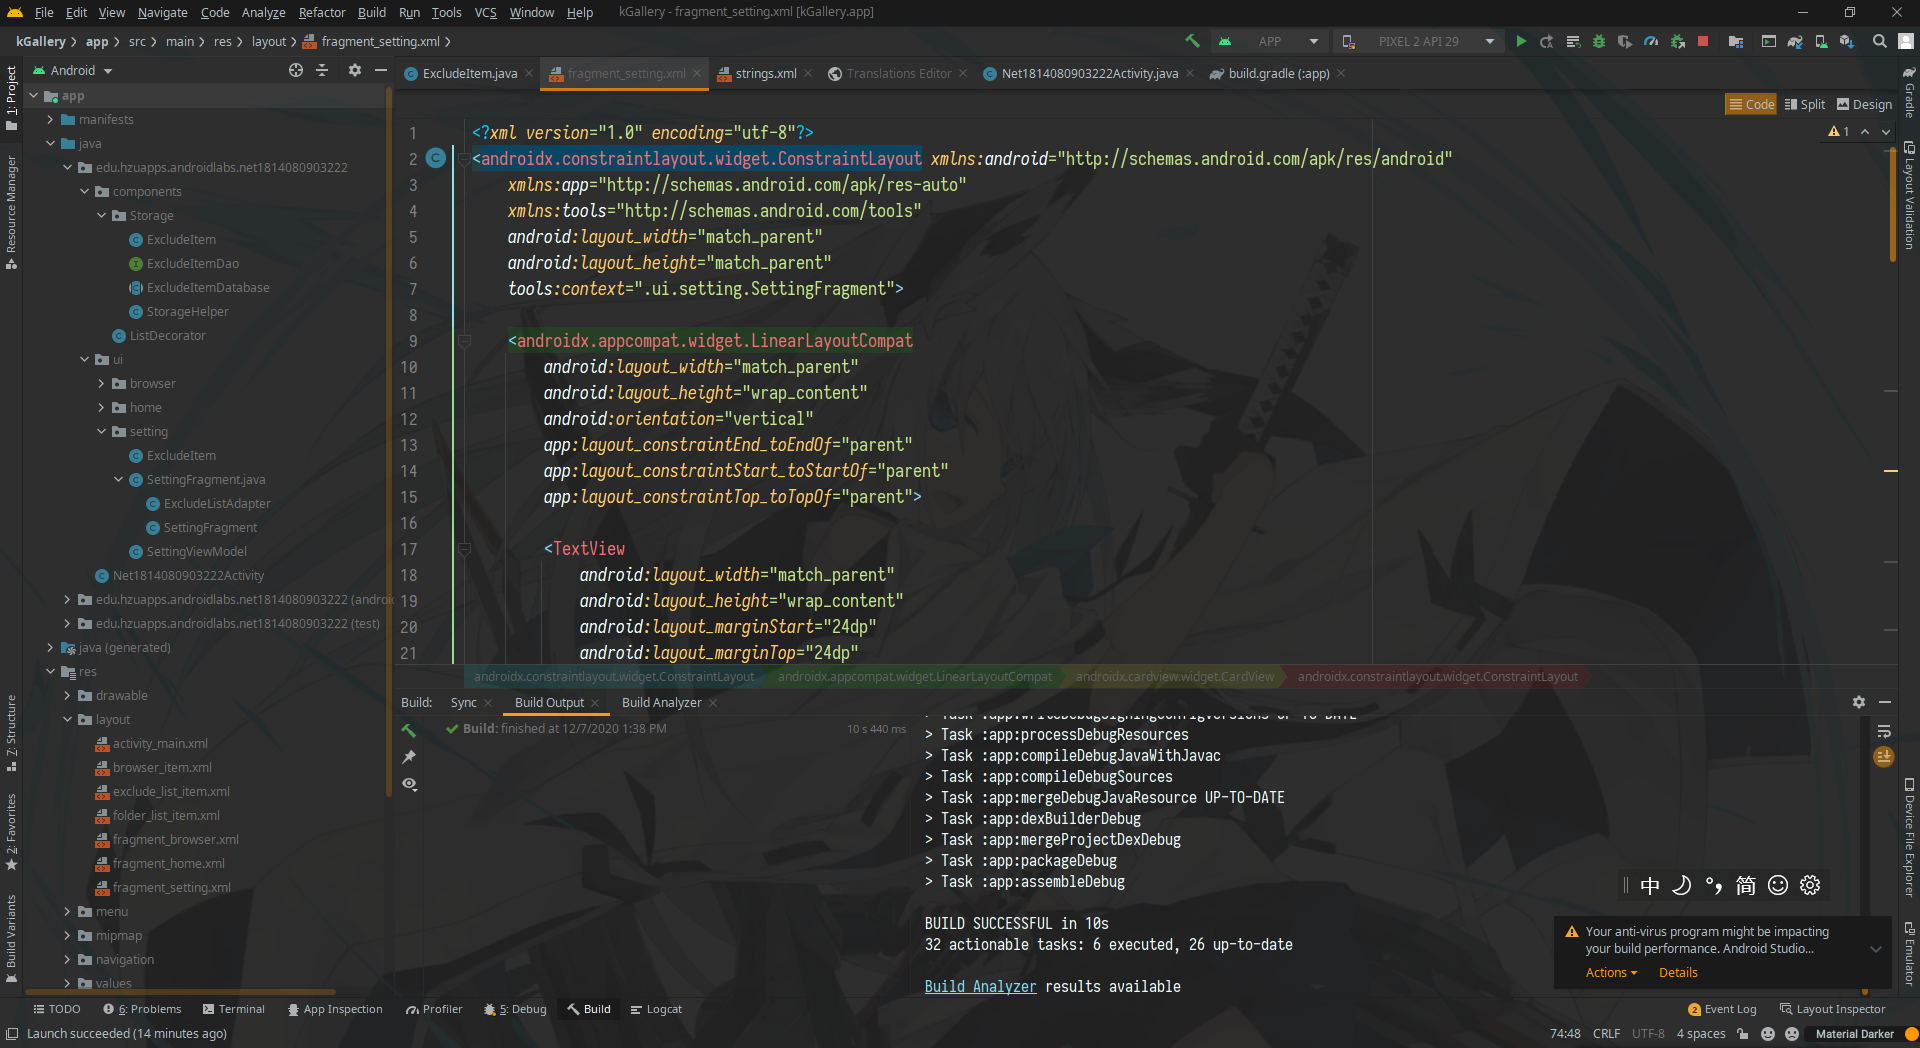 File Edit View Navigate Code Analyze Refactor Build Run Tools VCS Window Help kGallery - fragment_setting.xml [kGallery.app]
kGallery app src main res layout fragment_setting.xml APP PIXEL 2 API 29
Android ExcludeItem.java fragment_setting.xml strings.xml Translations Editor Net1814080903222Activity.java build.gradle (:app)
Code Split Design
1
1: Project
Resource Manager
7: Structure
2: Favorites
Build Variants
app
manifests
java
edu.hzuapps.androidlabs.net1814080903222
components
Storage
ExcludeItem
ExcludeItemDao
ExcludeItemDatabase
StorageHelper
ListDecorator
ui
browser
home
setting
ExcludeItem
SettingFragment.java
ExcludeListAdapter
SettingFragment
SettingViewModel
Net1814080903222Activity
edu.hzuapps.androidlabs.net1814080903222 (androi
edu.hzuapps.androidlabs.net1814080903222 (test)
java (generated)
res
drawable
layout
activity_main.xml
browser_item.xml
exclude_list_item.xml
folder_list_item.xml
fragment_browser.xml
fragment_home.xml
fragment_setting.xml
menu
mipmap
navigation
values
1 <?xml version="1.0" encoding="utf-8"?>
2 <androidx.constraintlayout.widget.ConstraintLayout xmlns:android="http://schemas.android.com/apk/res/android"
3 xmlns:app="http://schemas.android.com/apk/res-auto"
4 xmlns:tools="http://schemas.android.com/tools"
5 android:layout_width="match_parent"
6 android:layout_height="match_parent"
7 tools:context=".ui.setting.SettingFragment">
8
9 <androidx.appcompat.widget.LinearLayoutCompat
10 android:layout_width="match_parent"
11 android:layout_height="wrap_content"
12 android:orientation="vertical"
13 app:layout_constraintEnd_toEndOf="parent"
14 app:layout_constraintStart_toStartOf="parent"
15 app:layout_constraintTop_toTopOf="parent">
16
17 <TextView
18 android:layout_width="match_parent"
19 android:layout_height="wrap_content"
20 android:layout_marginStart="24dp"
21 android:layout_marginTop="24dp"
androidx.constraintlayout.widget.ConstraintLayout androidx.appcompat.widget.LinearLayoutCompat androidx.cardview.widget.CardView androidx.constraintlayout.widget.ConstraintLayout
Build: Sync Build Output Build Analyzer
Build: finished at 12/7/2020 1:38 PM 10 s 440 ms
> Task :app:writeDebugSigningConfigVersions UP-TO-DATE
> Task :app:processDebugResources
> Task :app:compileDebugJavaWithJavac
> Task :app:compileDebugSources
> Task :app:mergeDebugJavaResource UP-TO-DATE
> Task :app:dexBuilderDebug
> Task :app:mergeProjectDexDebug
> Task :app:packageDebug
> Task :app:assembleDebug
BUILD SUCCESSFUL in 10s
32 actionable tasks: 6 executed, 26 up-to-date
Build Analyzer results available
Gradle
Layout Validation
Device File Explorer
Emulator
中 简
Your anti-virus program might be impacting
your build performance. Android Studio...
Actions Details
TODO 6: Problems Terminal App Inspection Profiler 5: Debug Build Logcat 2 Event Log Layout Inspector
Launch succeeded (14 minutes ago) 74:48 CRLF UTF-8 4 spaces Material Darker